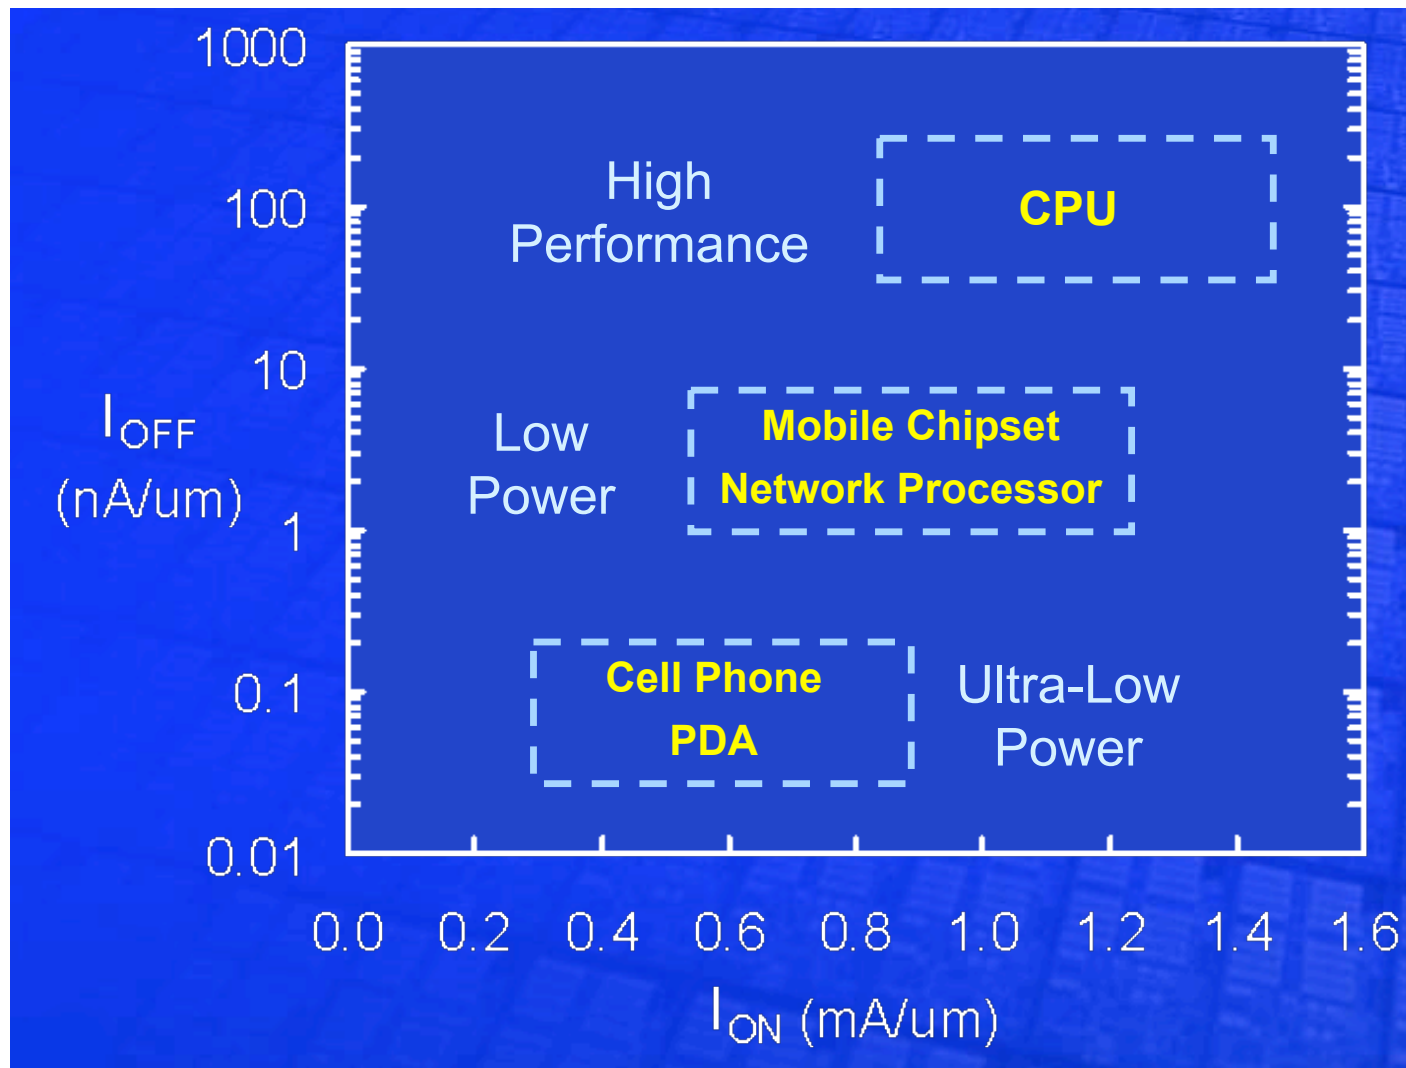 1000
High
Performance
CPU
100
10
I_OFF
(nA/um)
Low
Power
Mobile Chipset
Network Processor
1
Cell Phone
PDA
Ultra-Low
Power
0.1
0.01
0.0 0.2 0.4 0.6 0.8 1.0 1.2 1.4 1.6
I_ON (mA/um)